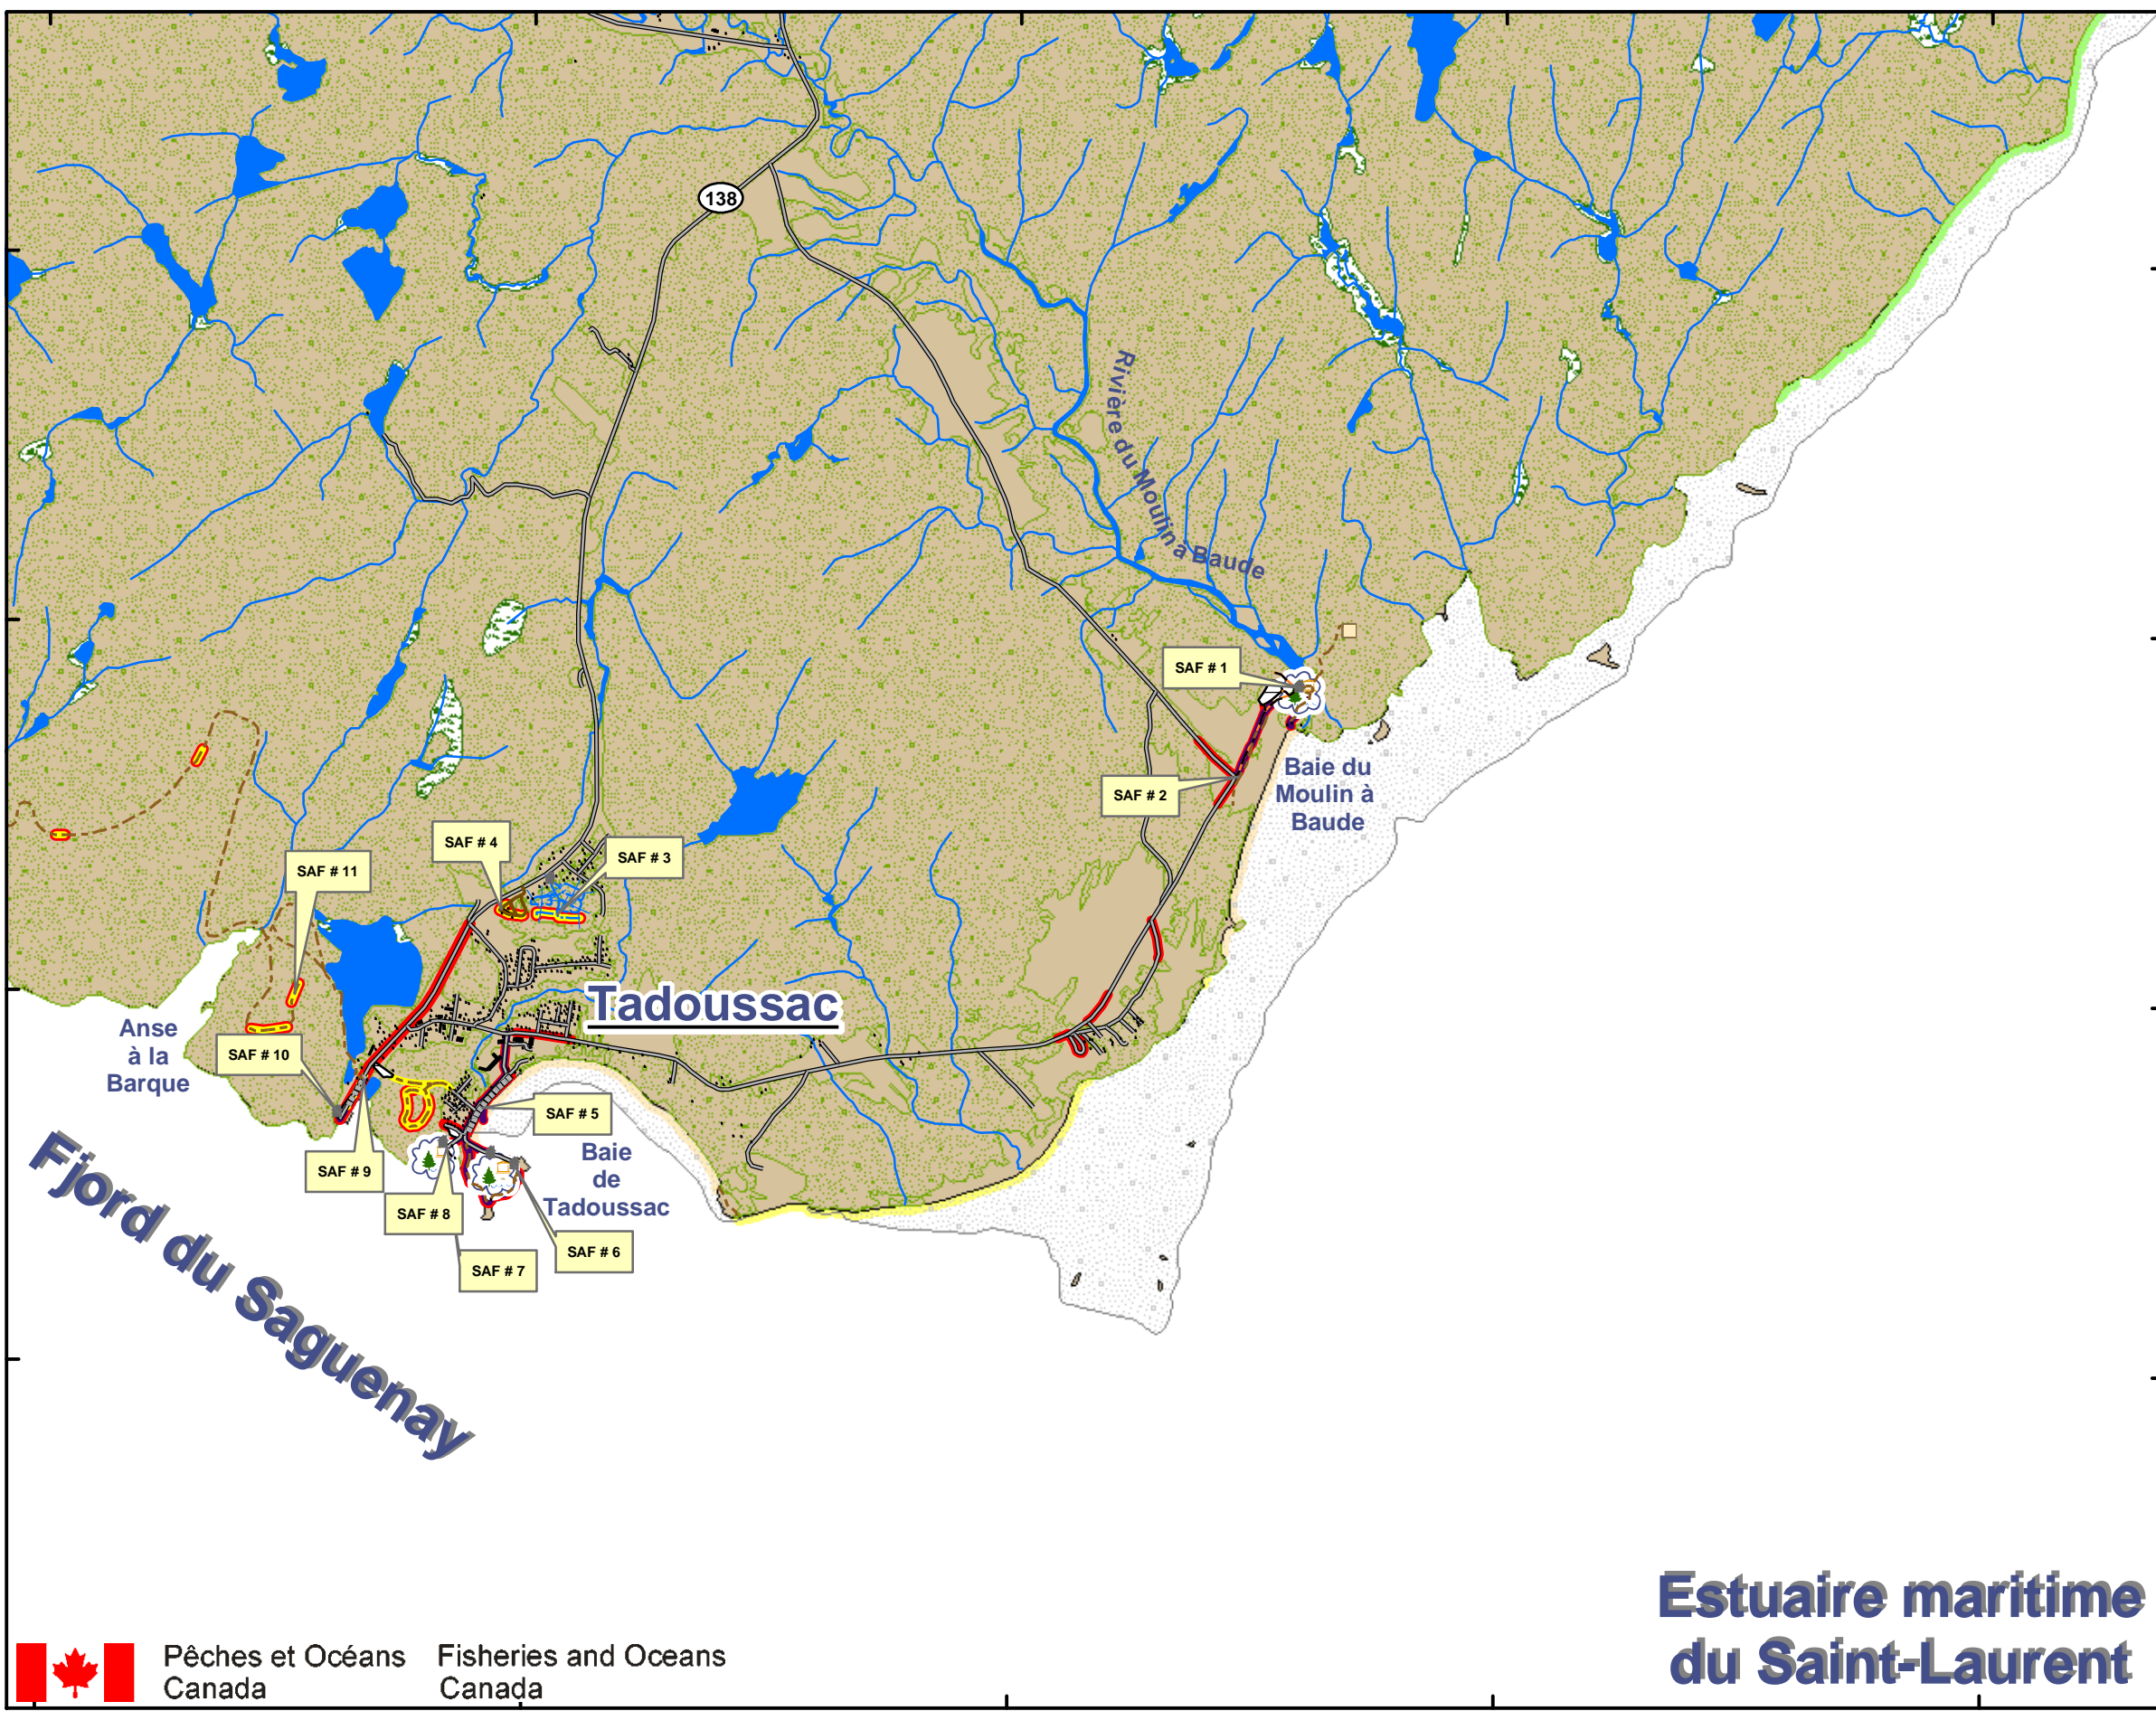 138
Rivière du Moulin à Baude
SAF # 1
SAF # 2
Baie du
Moulin à
Baude
SAF # 4
SAF # 3
SAF # 11
Tadoussac
Anse
à la
Barque
SAF # 10
SAF # 5
Baie
de
Tadoussac
SAF # 9
SAF # 8
SAF # 6
SAF # 7
Fjord du Saguenay
Estuaire maritime
du Saint-Laurent
Pêches et Océans
Canada
Fisheries and Oceans
Canada